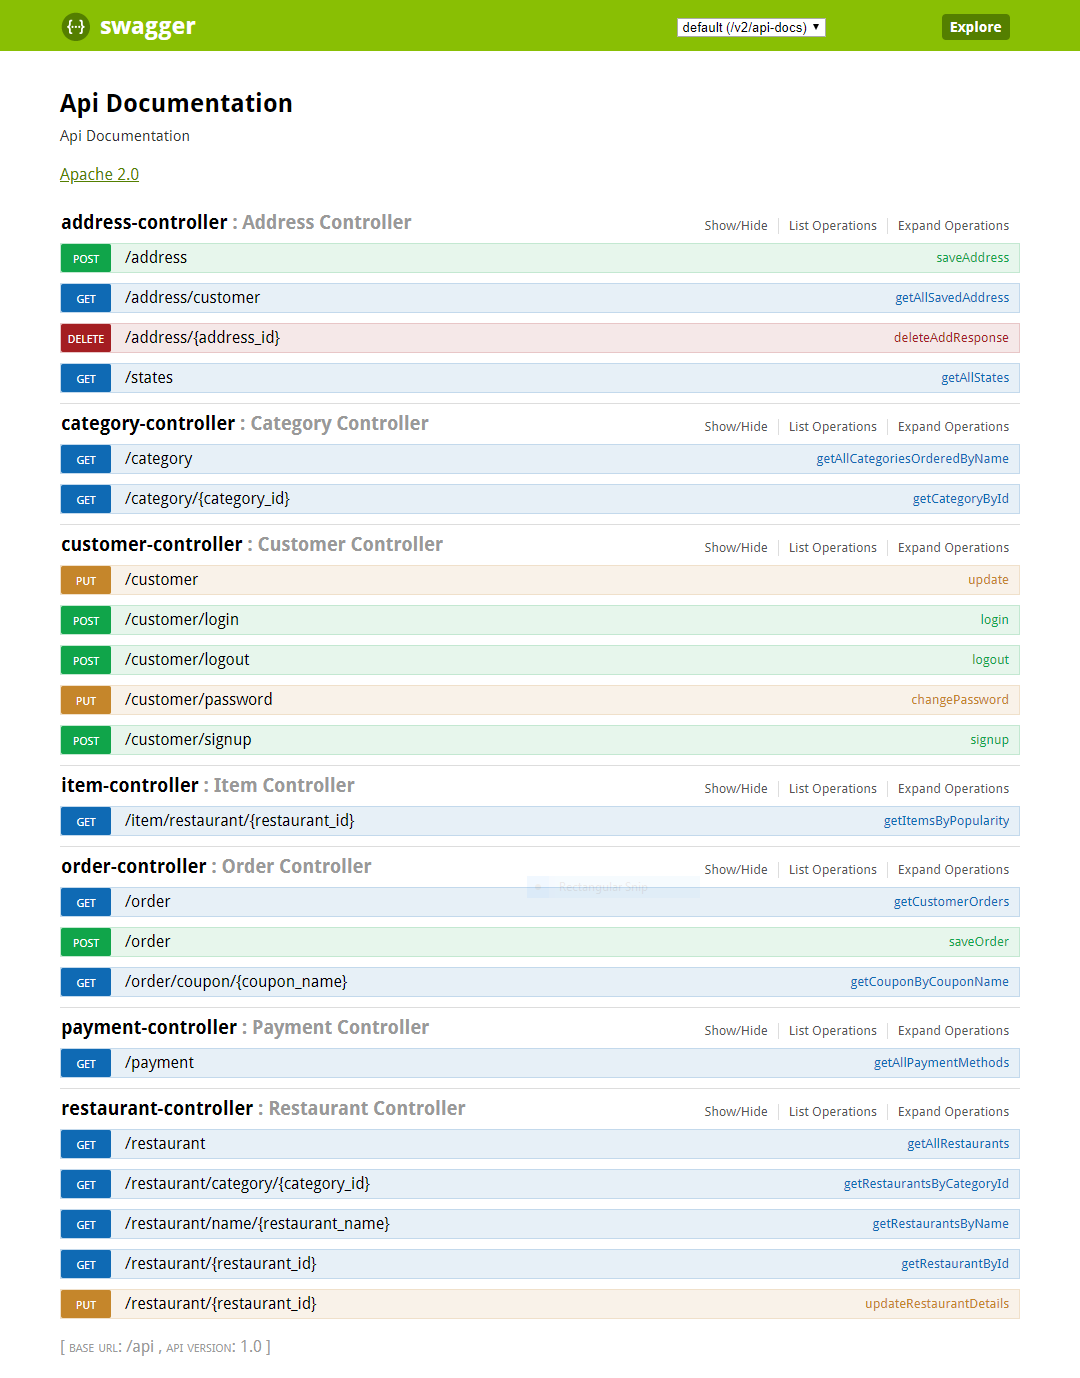 {··} swagger default (/v2/api-docs) Explore
Api Documentation
Api Documentation
Apache 2.0
address-controller : Address Controller Show/Hide List Operations Expand Operations
POST /address saveAddress
GET /address/customer getAllSavedAddress
DELETE /address/{address_id} deleteAddResponse
GET /states getAllStates
category-controller : Category Controller Show/Hide List Operations Expand Operations
GET /category getAllCategoriesOrderedByName
GET /category/{category_id} getCategoryById
customer-controller : Customer Controller Show/Hide List Operations Expand Operations
PUT /customer update
POST /customer/login login
POST /customer/logout logout
PUT /customer/password changePassword
POST /customer/signup signup
item-controller : Item Controller Show/Hide List Operations Expand Operations
GET /item/restaurant/{restaurant_id} getItemsByPopularity
order-controller : Order Controller Show/Hide List Operations Expand Operations
Rectangular Snip
GET /order getCustomerOrders
POST /order saveOrder
GET /order/coupon/{coupon_name} getCouponByCouponName
payment-controller : Payment Controller Show/Hide List Operations Expand Operations
GET /payment getAllPaymentMethods
restaurant-controller : Restaurant Controller Show/Hide List Operations Expand Operations
GET /restaurant getAllRestaurants
GET /restaurant/category/{category_id} getRestaurantsByCategoryId
GET /restaurant/name/{restaurant_name} getRestaurantsByName
GET /restaurant/{restaurant_id} getRestaurantById
PUT /restaurant/{restaurant_id} updateRestaurantDetails
[ BASE URL: /api , API VERSION: 1.0 ]